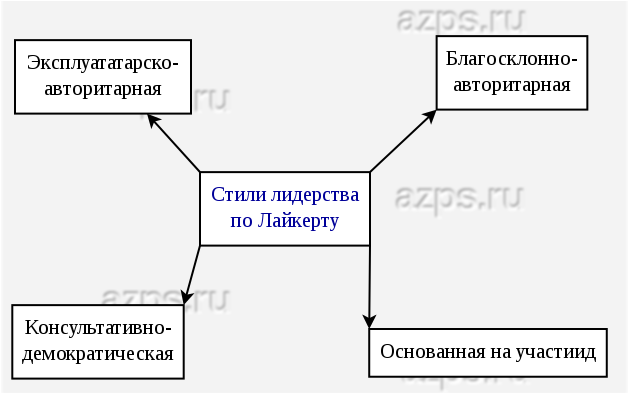 azps.ru
Эксплуататарско-
авторитарная
Благосклонно-
авторитарная
ru
Стили лидерства
по Лайкерту
azps.ru
azps.ru
Консультативно-
демократическая
Основанная на участиид